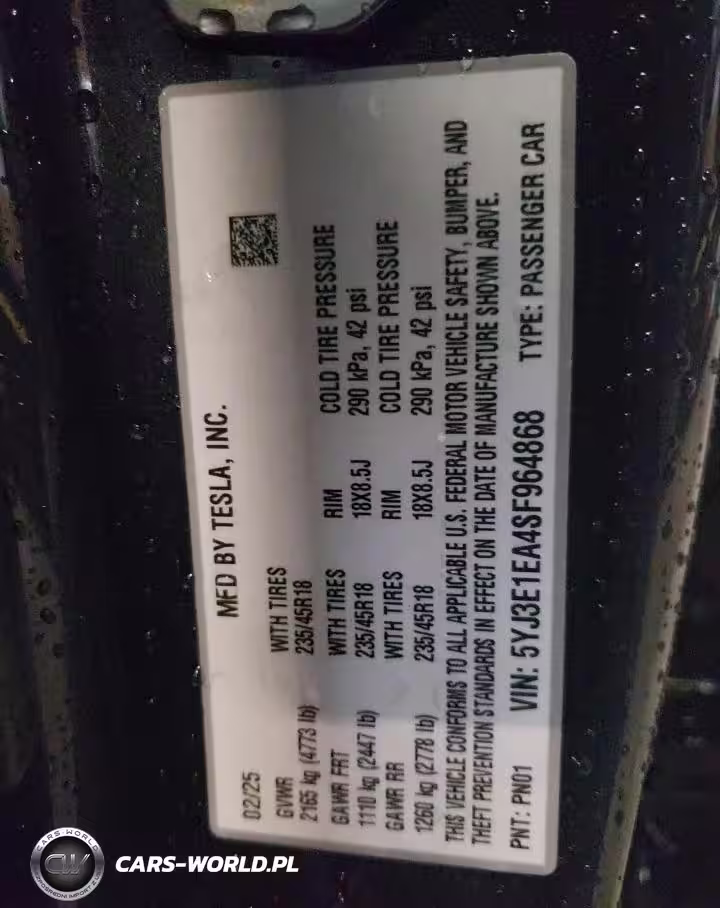 MFD BY TESLA, INC.
02/25
GVWR WITH TIRES
2165 kg (4773 lb) 235/45R18
GAWR FRT WITH TIRES RIM COLD TIRE PRESSURE
1110 kg (2447 lb) 235/45R18 18X8.5J 290 kPa, 42 psi
GAWR RR WITH TIRES RIM COLD TIRE PRESSURE
1260 kg (2778 lb) 235/45R18 18X8.5J 290 kPa, 42 psi
THIS VEHICLE CONFORMS TO ALL APPLICABLE U.S. FEDERAL MOTOR VEHICLE SAFETY, BUMPER, AND
THEFT PREVENTION STANDARDS IN EFFECT ON THE DATE OF MANUFACTURE SHOWN ABOVE.
PNT: PN01 VIN: 5YJ3E1EA4SF964868 TYPE: PASSENGER CAR
CARS-WORLD
CW
CARS-WORLD.PL